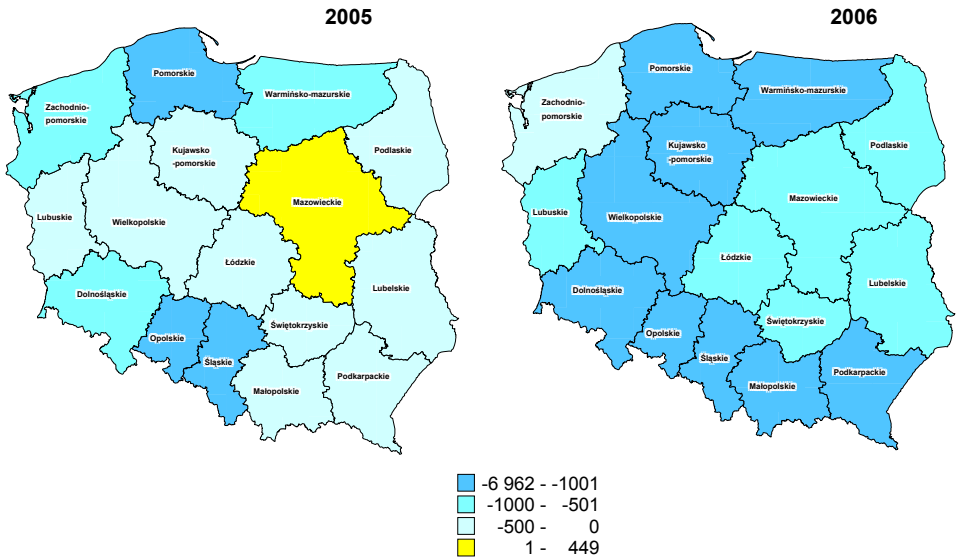 2005
Pomorskie
Warmińsko-mazurskie
Zachodnio-
pomorskie
Kujawsko
-pomorskie
Podlaskie
Mazowieckie
Lubuskie
Wielkopolskie
Łódzkie
Lubelskie
Dolnośląskie
Świętokrzyskie
Opolskie
Śląskie
Małopolskie
Podkarpackie
2006
Pomorskie
Warmińsko-mazurskie
Zachodnio-
pomorskie
Kujawsko
-pomorskie
Podlaskie
Mazowieckie
Lubuskie
Wielkopolskie
Łódzkie
Lubelskie
Dolnośląskie
Świętokrzyskie
Opolskie
Śląskie
Małopolskie
Podkarpackie
-6 962 - -1001
-1000 - -501
-500 - 0
1 - 449